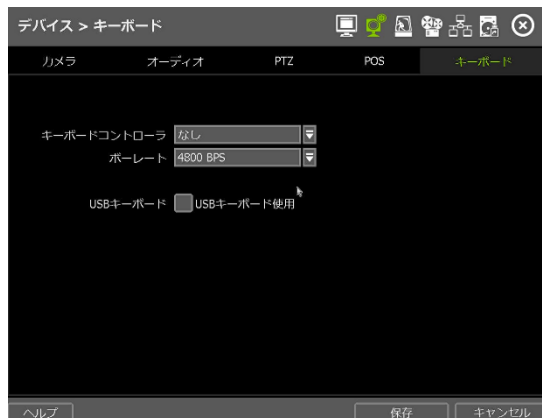 デバイス > キーボード
カメラ オーディオ PTZ POS キーボード
キーボードコントローラ なし
ボーレート 4800 BPS
USBキーボード USBキーボード使用
ヘルプ 保存 キャンセル